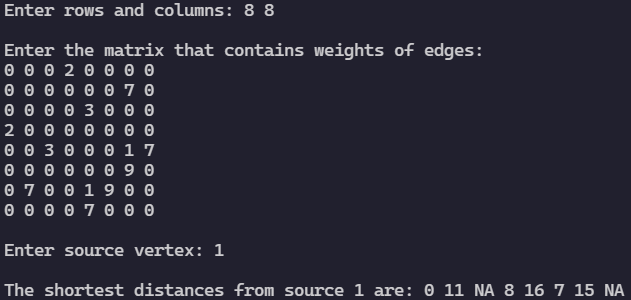 Enter rows and columns: 8 8
Enter the matrix that contains weights of edges:
0 0 0 2 0 0 0 0
0 0 0 0 0 0 7 0
0 0 0 0 3 0 0 0
2 0 0 0 0 0 0 0
0 0 3 0 0 0 1 7
0 0 0 0 0 0 9 0
0 7 0 0 1 9 0 0
0 0 0 0 7 0 0 0
Enter source vertex: 1
The shortest distances from source 1 are: 0 11 NA 8 16 7 15 NA